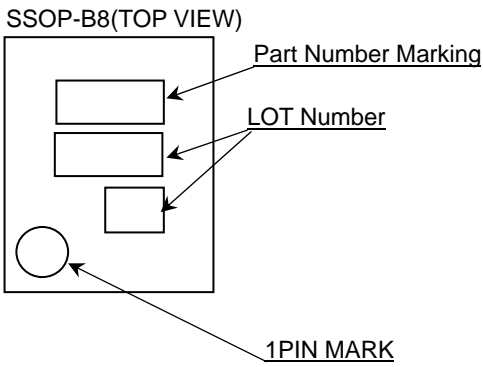 SSOP-B8(TOP VIEW)
Part Number Marking
LOT Number
1PIN MARK